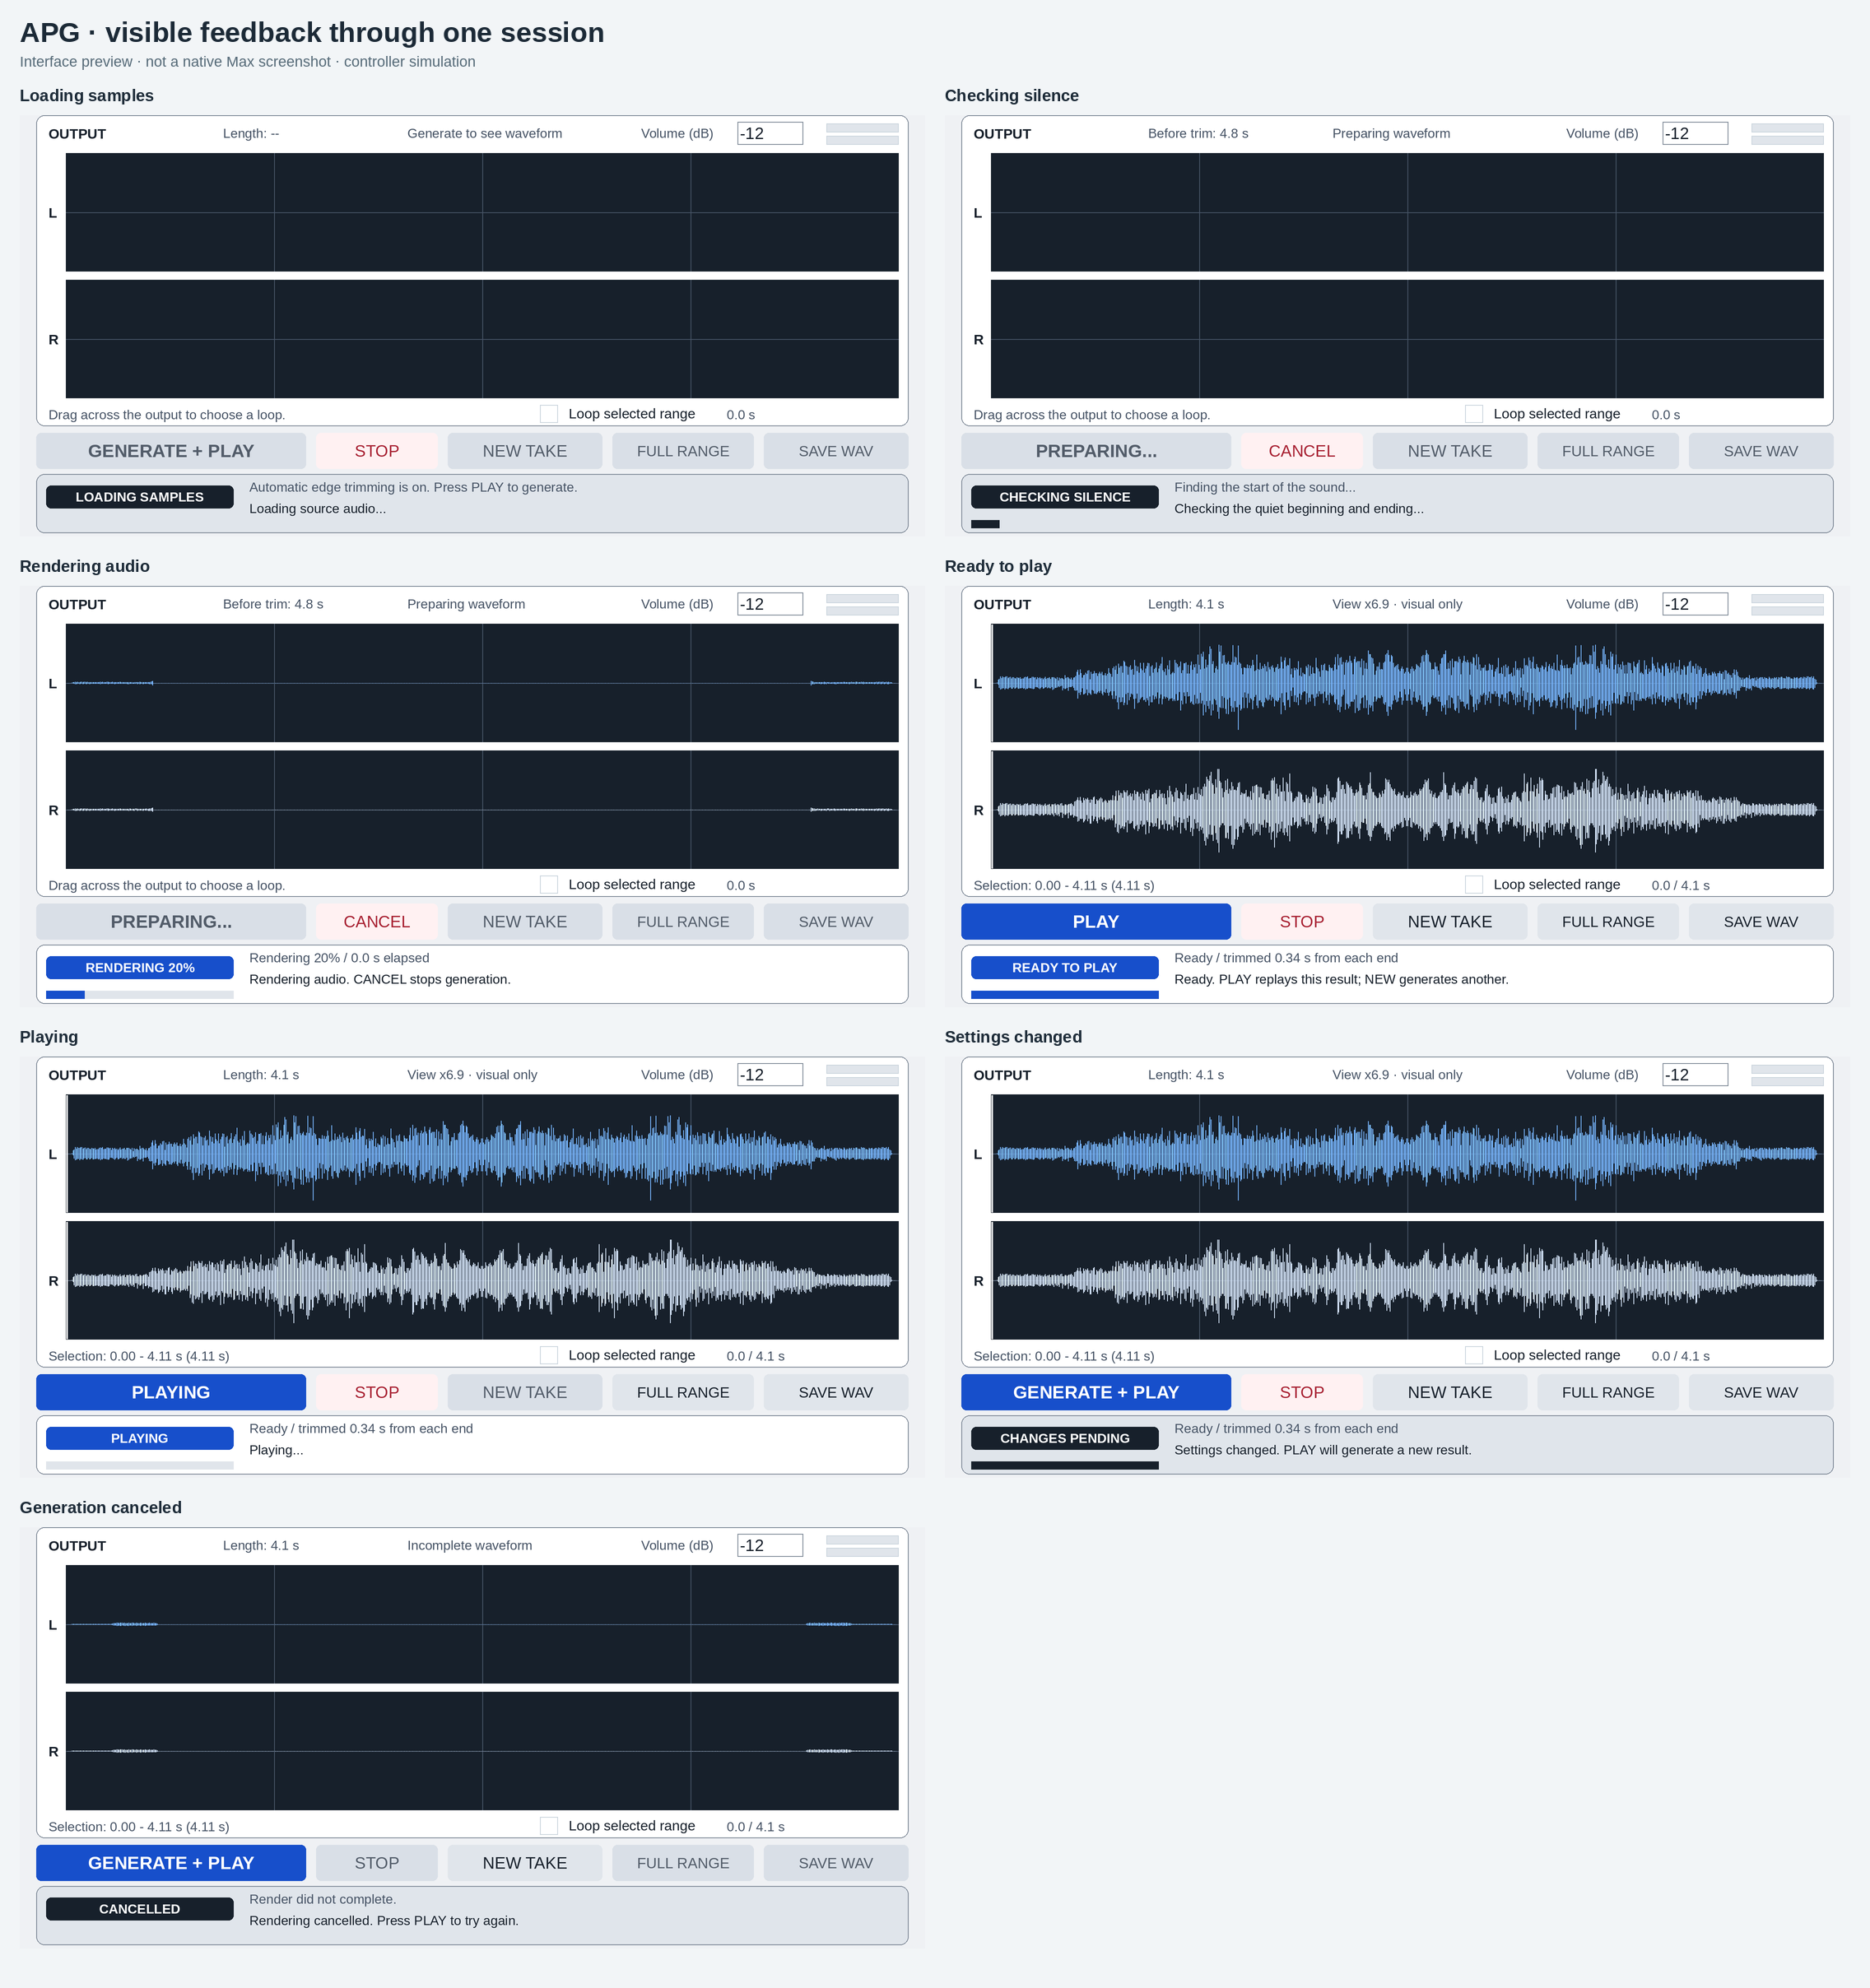 APG · visible feedback through one session
Interface preview · not a native Max screenshot · controller simulation
Loading samples
OUTPUT Length: -- Generate to see waveform Volume (dB) -12
L
R
Drag across the output to choose a loop. Loop selected range 0.0 s
GENERATE + PLAY STOP NEW TAKE FULL RANGE SAVE WAV
LOADING SAMPLES Automatic edge trimming is on. Press PLAY to generate.
Loading source audio...
Checking silence
OUTPUT Before trim: 4.8 s Preparing waveform Volume (dB) -12
L
R
Drag across the output to choose a loop. Loop selected range 0.0 s
PREPARING... CANCEL NEW TAKE FULL RANGE SAVE WAV
CHECKING SILENCE Finding the start of the sound...
Checking the quiet beginning and ending...
Rendering audio
OUTPUT Before trim: 4.8 s Preparing waveform Volume (dB) -12
L
R
Drag across the output to choose a loop. Loop selected range 0.0 s
PREPARING... CANCEL NEW TAKE FULL RANGE SAVE WAV
RENDERING 20% Rendering 20% / 0.0 s elapsed
Rendering audio. CANCEL stops generation.
Ready to play
OUTPUT Length: 4.1 s View x6.9 · visual only Volume (dB) -12
L
R
Selection: 0.00 - 4.11 s (4.11 s) Loop selected range 0.0 / 4.1 s
PLAY STOP NEW TAKE FULL RANGE SAVE WAV
READY TO PLAY Ready / trimmed 0.34 s from each end
Ready. PLAY replays this result; NEW generates another.
Playing
OUTPUT Length: 4.1 s View x6.9 · visual only Volume (dB) -12
L
R
Selection: 0.00 - 4.11 s (4.11 s) Loop selected range 0.0 / 4.1 s
PLAYING STOP NEW TAKE FULL RANGE SAVE WAV
PLAYING Ready / trimmed 0.34 s from each end
Playing...
Settings changed
OUTPUT Length: 4.1 s View x6.9 · visual only Volume (dB) -12
L
R
Selection: 0.00 - 4.11 s (4.11 s) Loop selected range 0.0 / 4.1 s
GENERATE + PLAY STOP NEW TAKE FULL RANGE SAVE WAV
CHANGES PENDING Ready / trimmed 0.34 s from each end
Settings changed. PLAY will generate a new result.
Generation canceled
OUTPUT Length: 4.1 s Incomplete waveform Volume (dB) -12
L
R
Selection: 0.00 - 4.11 s (4.11 s) Loop selected range 0.0 / 4.1 s
GENERATE + PLAY STOP NEW TAKE FULL RANGE SAVE WAV
CANCELLED Render did not complete.
Rendering cancelled. Press PLAY to try again.